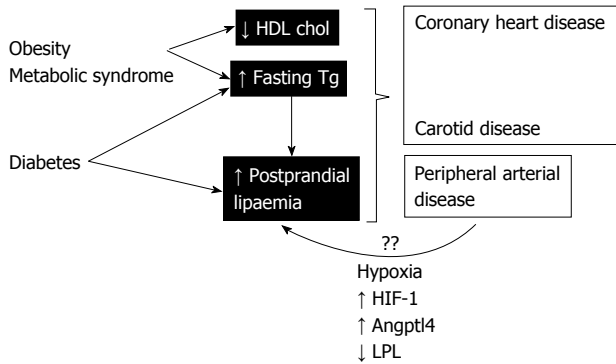 ↓ HDL chol
Coronary heart disease
Obesity
Metabolic syndrome
↑ Fasting Tg
Carotid disease
Diabetes
↑ Postprandial
lipaemia
Peripheral arterial
disease
??
Hypoxia
↑ HIF-1
↑ Angptl4
↓ LPL